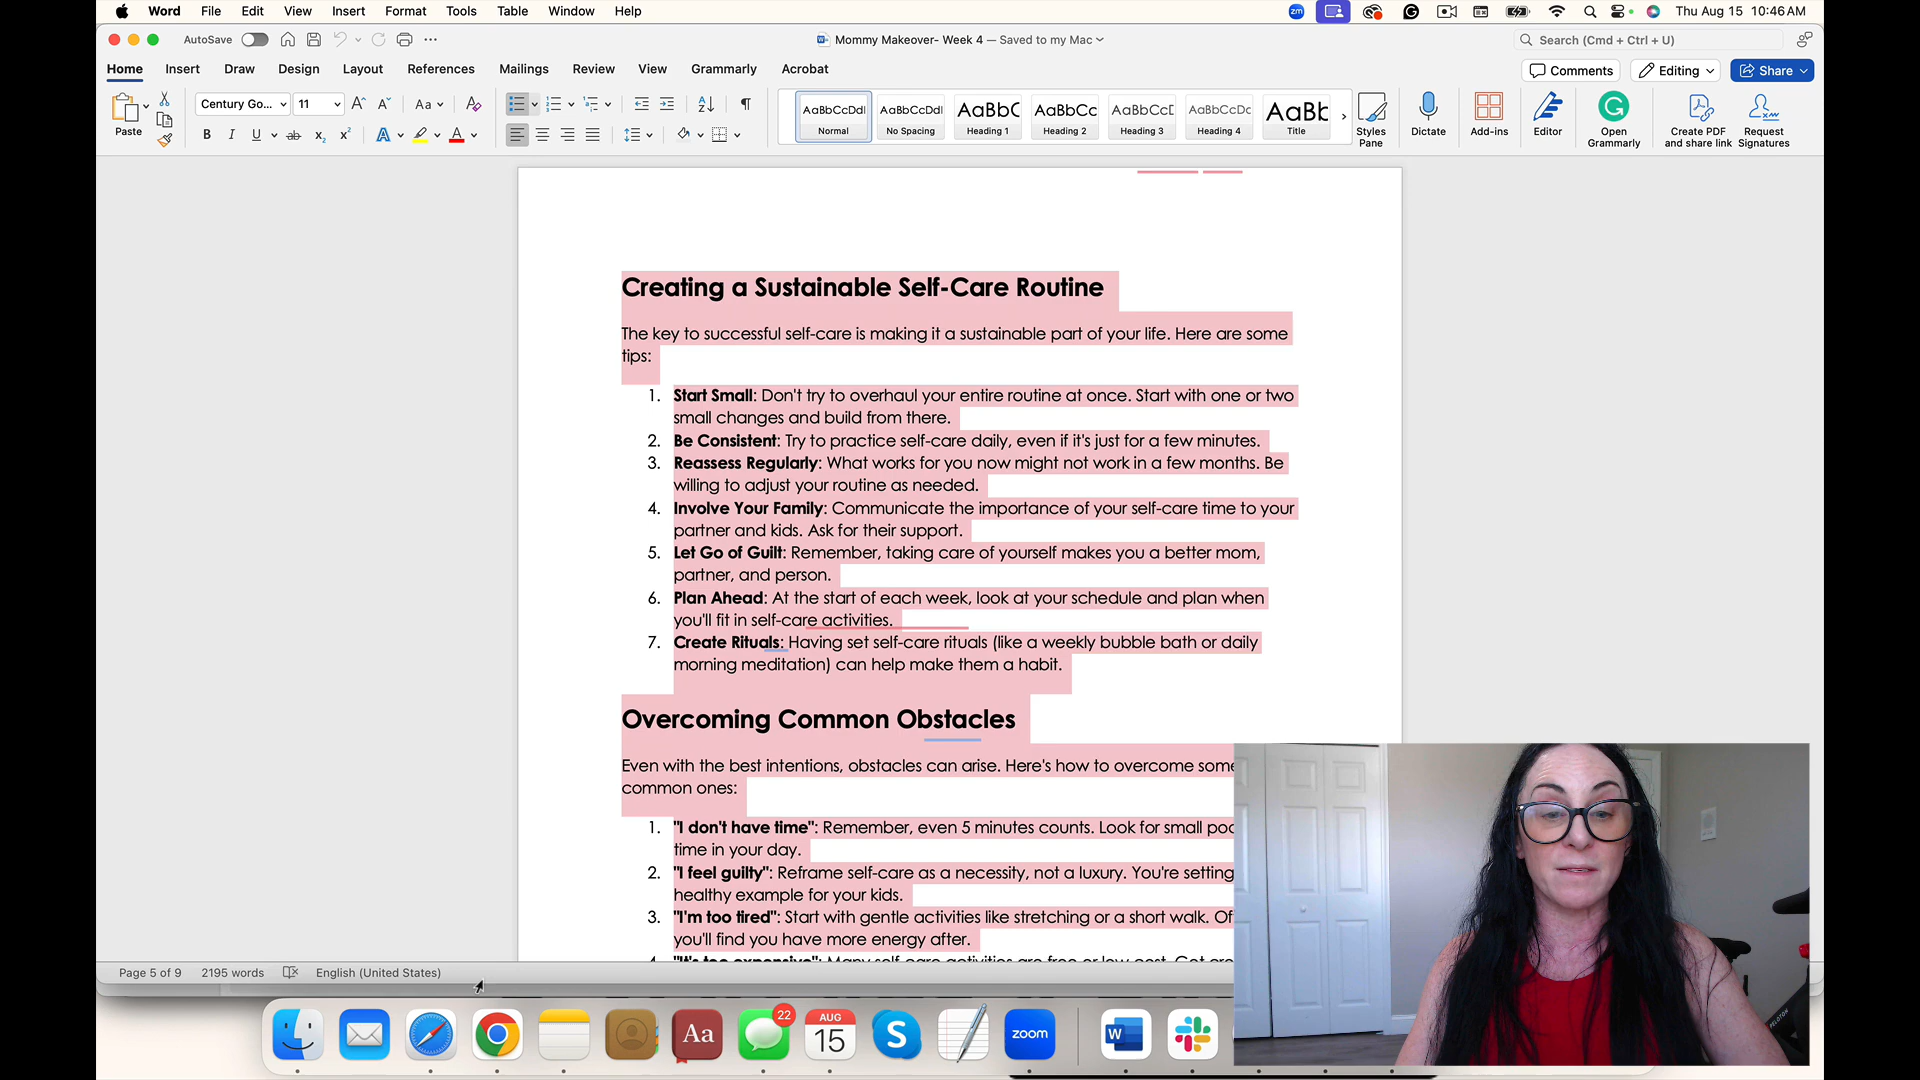 Word File Edit View Insert Format Tools Table Window Help Thu Aug 15 10:46 AM
AutoSave Mommy Makeover- Week 4 — Saved to my Mac Search (Cmd + Ctrl + U)
Home Insert Draw Design Layout References Mailings Review View Grammarly Acrobat Comments Editing Share
Paste
Century Go... 11
AaBbCcDdI Normal
AaBbCcDdI No Spacing
AaBbC Heading 1
AaBbCc Heading 2
AaBbCcD Heading 3
AaBbCcDc Heading 4
AaBb Title
Styles Pane
Dictate
Add-ins
Editor
Open Grammarly
Create PDF and share link
Request Signatures
Creating a Sustainable Self-Care Routine
The key to successful self-care is making it a sustainable part of your life. Here are some
tips:
1. Start Small: Don't try to overhaul your entire routine at once. Start with one or two
small changes and build from there.
2. Be Consistent: Try to practice self-care daily, even if it's just for a few minutes.
3. Reassess Regularly: What works for you now might not work in a few months. Be
willing to adjust your routine as needed.
4. Involve Your Family: Communicate the importance of your self-care time to your
partner and kids. Ask for their support.
5. Let Go of Guilt: Remember, taking care of yourself makes you a better mom,
partner, and person.
6. Plan Ahead: At the start of each week, look at your schedule and plan when
you'll fit in self-care activities.
7. Create Rituals: Having set self-care rituals (like a weekly bubble bath or daily
morning meditation) can help make them a habit.
Overcoming Common Obstacles
Even with the best intentions, obstacles can arise. Here's how to overcome some
common ones:
1. "I don't have time": Remember, even 5 minutes counts. Look for small
time in your day.
2. "I feel guilty": Reframe self-care as a necessity, not a luxury. You're setting
healthy example for your kids.
3. "I'm too tired": Start with gentle activities like stretching or a short walk.
you'll find you have more energy after.
4. "It's too expensive": Many self-care activities are free or low-cost.
Page 5 of 9 2195 words English (United States)
22
AUG
15
Aa
S
zoom
W
PELOTON